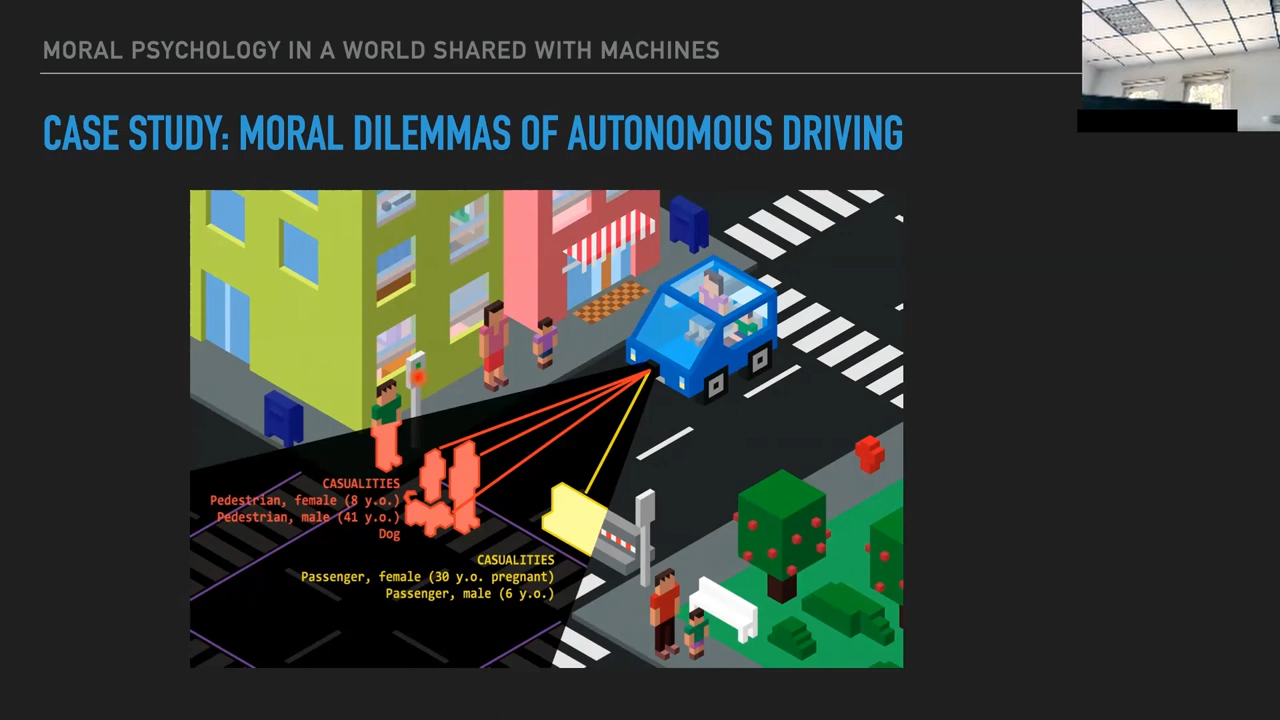 MORAL PSYCHOLOGY IN A WORLD SHARED WITH MACHINES
CASE STUDY: MORAL DILEMMAS OF AUTONOMOUS DRIVING
CASUALITIES
Pedestrian, female (8 y.o.)
Pedestrian, male (41 y.o.)
Dog
CASUALITIES
Passenger, female (30 y.o. pregnant)
Passenger, male (6 y.o.)